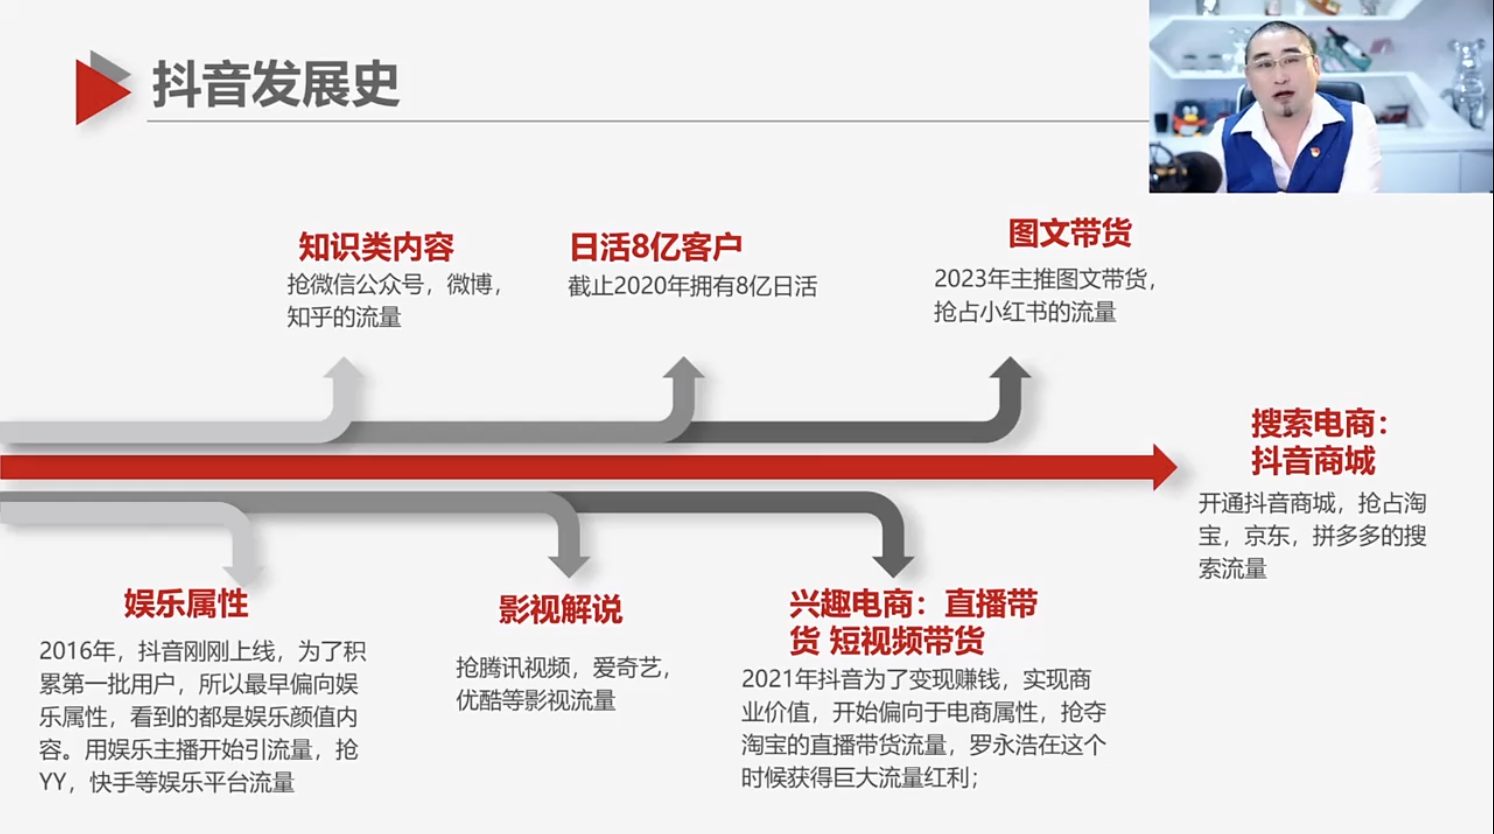 抖音发展史
知识类内容
抢微信公众号，微博，
知乎的流量
日活8亿客户
截止2020年拥有8亿日活
图文带货
2023年主推图文带货，
抢占小红书的流量
搜索电商：
抖音商城
开通抖音商城，抢占淘
宝，京东，拼多多的搜
索流量
娱乐属性
2016年，抖音刚刚上线，为了积
累第一批用户，所以最早偏向娱
乐属性，看到的都是娱乐颜值内
容。用娱乐主播开始引流量，抢
YY，快手等娱乐平台流量
影视解说
抢腾讯视频，爱奇艺，
优酷等影视流量
兴趣电商：直播带
货 短视频带货
2021年抖音为了变现赚钱，实现商
业价值，开始偏向于电商属性，抢夺
淘宝的直播带货流量，罗永浩在这个
时候获得巨大流量红利；